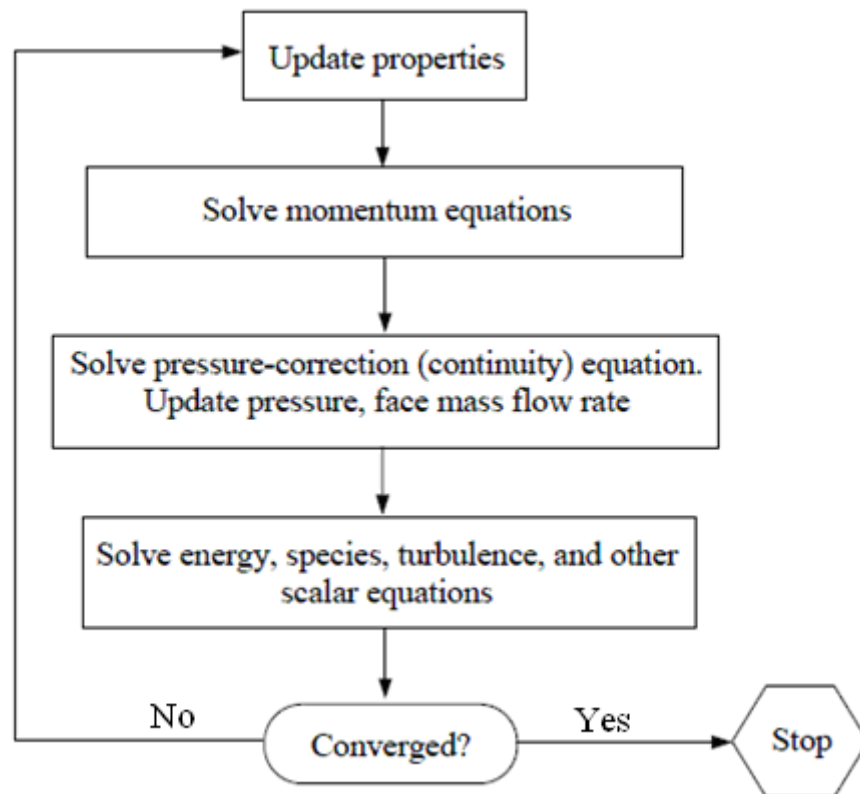 Update properties
Solve momentum equations
Solve pressure-correction (continuity) equation.
Update pressure, face mass flow rate
Solve energy, species, turbulence, and other
scalar equations
No
Yes
Converged?
Stop